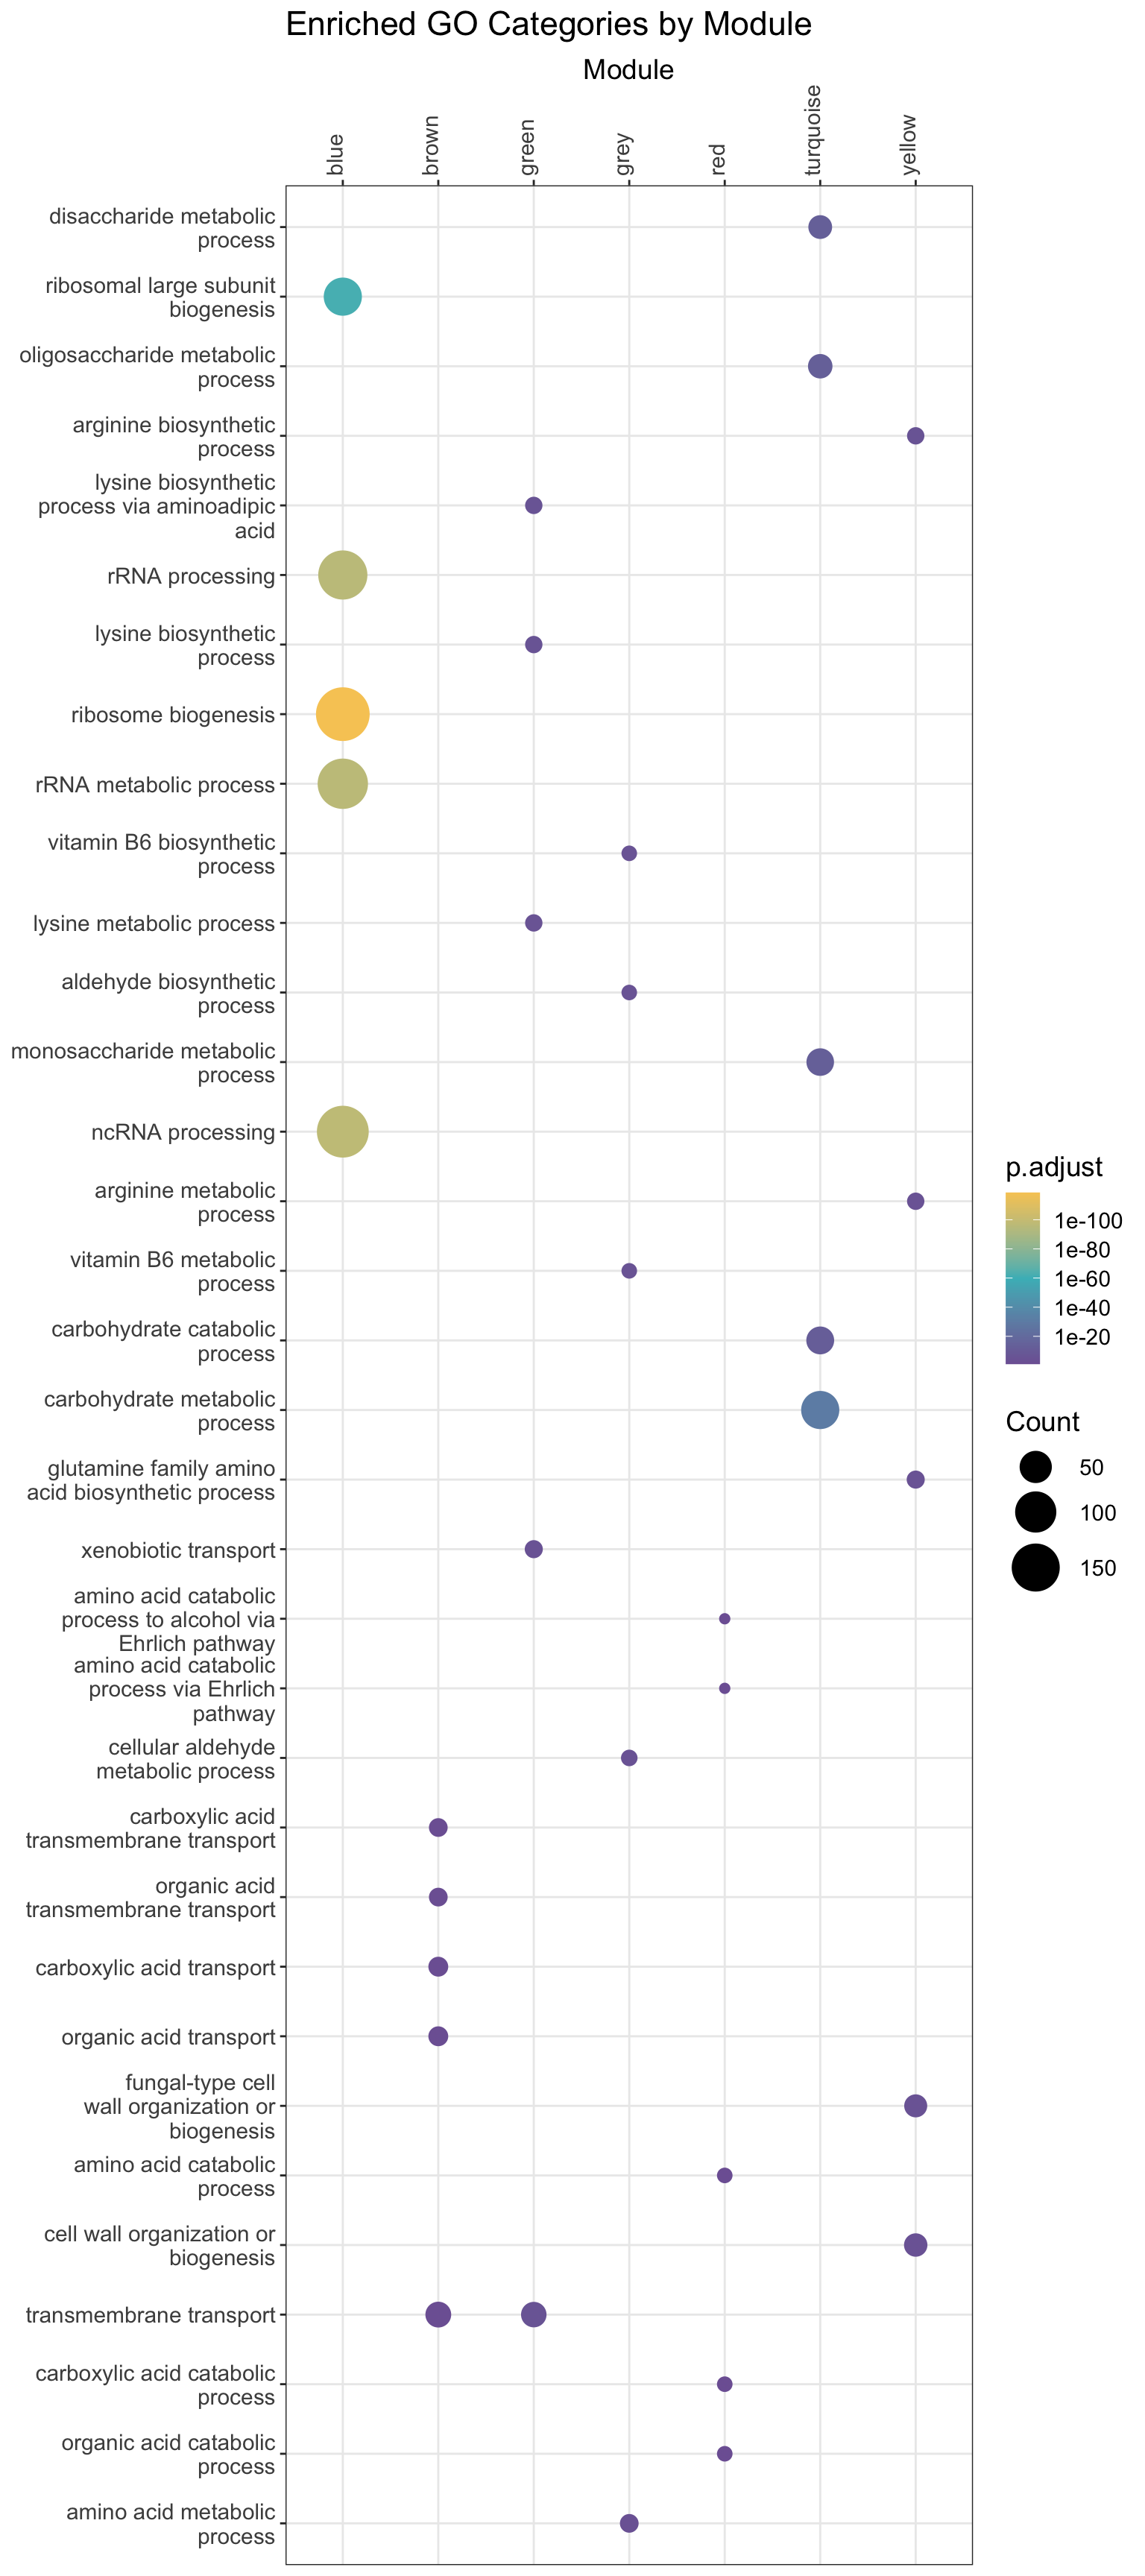 Enriched GO Categories by Module
Module
blue
brown
green
grey
red
turquoise
yellow
disaccharide metabolic
process
ribosomal large subunit
biogenesis
oligosaccharide metabolic
process
arginine biosynthetic
process
lysine biosynthetic
process via aminoadipic
acid
rRNA processing
lysine biosynthetic
process
ribosome biogenesis
rRNA metabolic process
vitamin B6 biosynthetic
process
lysine metabolic process
aldehyde biosynthetic
process
monosaccharide metabolic
process
ncRNA processing
arginine metabolic
process
vitamin B6 metabolic
process
carbohydrate catabolic
process
carbohydrate metabolic
process
glutamine family amino
acid biosynthetic process
xenobiotic transport
amino acid catabolic
process to alcohol via
Ehrlich pathway
amino acid catabolic
process via Ehrlich
pathway
cellular aldehyde
metabolic process
carboxylic acid
transmembrane transport
organic acid
transmembrane transport
carboxylic acid transport
organic acid transport
fungal-type cell
wall organization or
biogenesis
amino acid catabolic
process
cell wall organization or
biogenesis
transmembrane transport
carboxylic acid catabolic
process
organic acid catabolic
process
amino acid metabolic
process
p.adjust
1e-100
1e-80
1e-60
1e-40
1e-20
Count
50
100
150